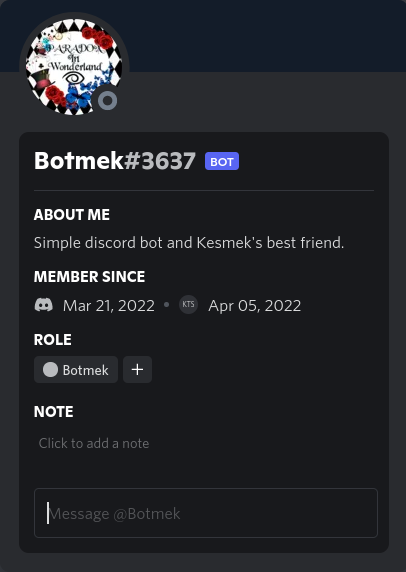 PARADOX
In
Wonderland
Botmek#3637 BOT
ABOUT ME
Simple discord bot and Kesmek's best friend.
MEMBER SINCE
Mar 21, 2022 • KTS Apr 05, 2022
ROLE
Botmek +
NOTE
Click to add a note
Message @Botmek